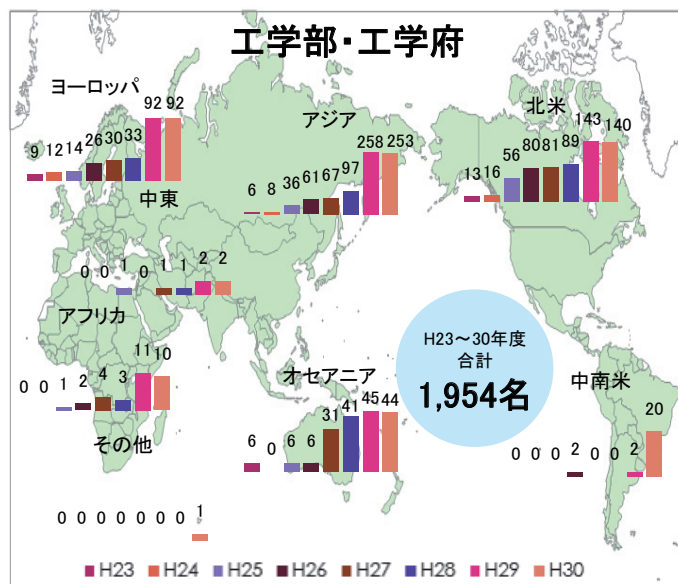 工学部・工学府
ヨーロッパ
9 12 14 26 30 33 92 92
アジア
6 8 36 61 67 97 258 253
北米
13 16 56 80 81 89 143 140
中東
0 0 1 0 1 1 2 2
アフリカ
0 0 1 2 4 3 11 10
オセアニア
6 0 6 6 31 41 45 44
H23~30年度
合計
1,954名
中南米
0 0 0 2 0 0 2 20
その他
0 0 0 0 0 0 0 1
H23 H24 H25 H26 H27 H28 H29 H30